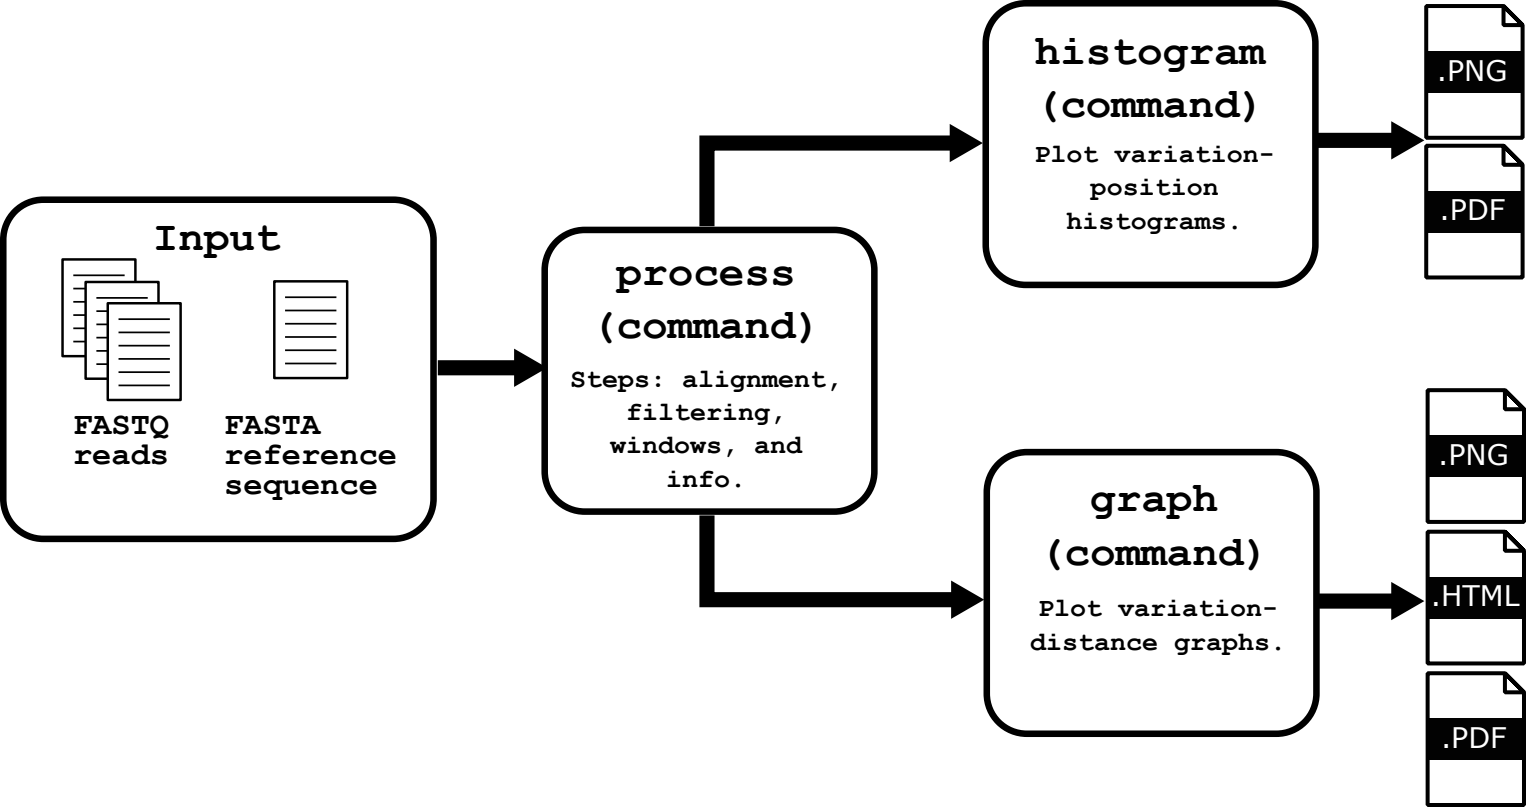 Input
FASTQ
reads
FASTA
reference
sequence
process
(command)
Steps: alignment,
filtering,
windows, and
info.
histogram
(command)
Plot variation-
position
histograms.
.PNG
.PDF
graph
(command)
Plot variation-
distance graphs.
.PNG
.HTML
.PDF